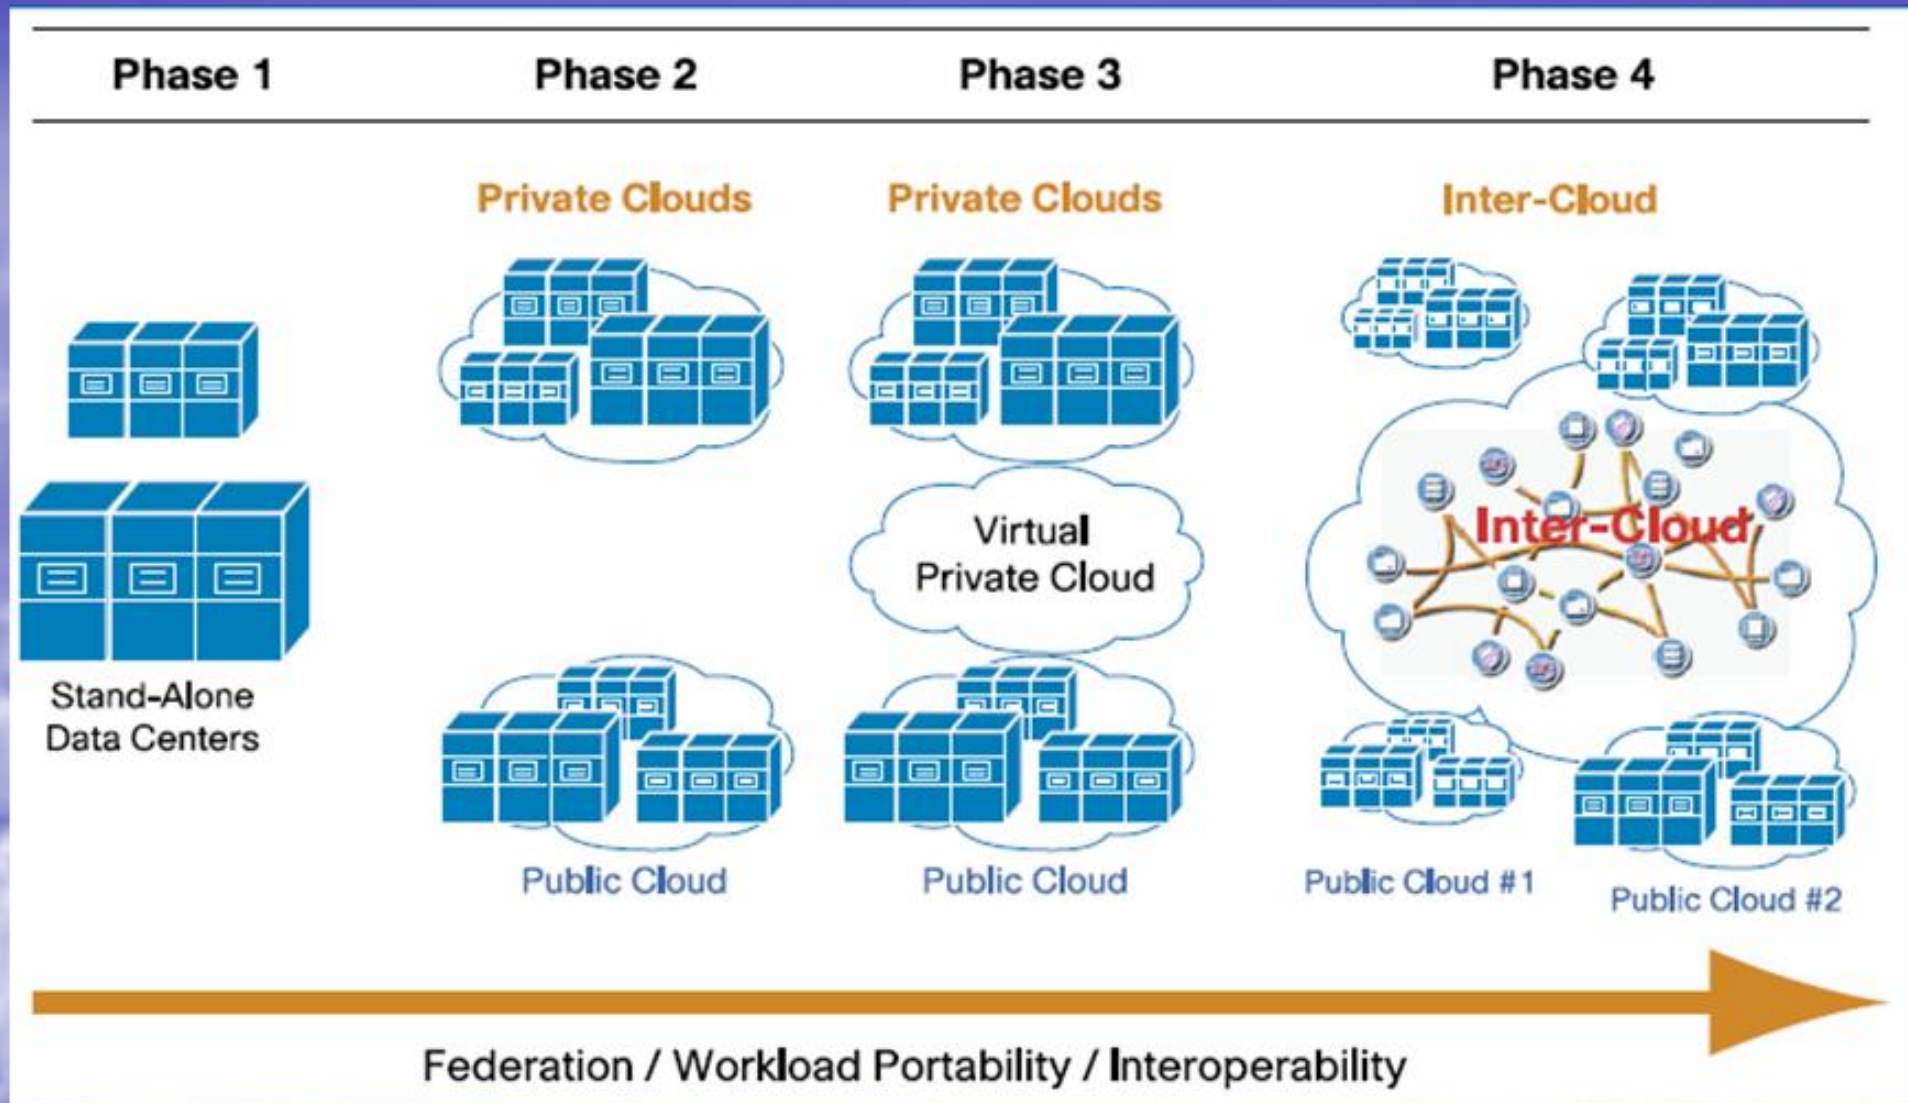 Phase 1
Phase 2
Phase 3
Phase 4
Private Clouds
Private Clouds
Inter-Cloud
Stand-Alone
Data Centers
Virtual
Private Cloud
Inter-Cloud
Public Cloud
Public Cloud
Public Cloud #1
Public Cloud #2
Federation / Workload Portability / Interoperability